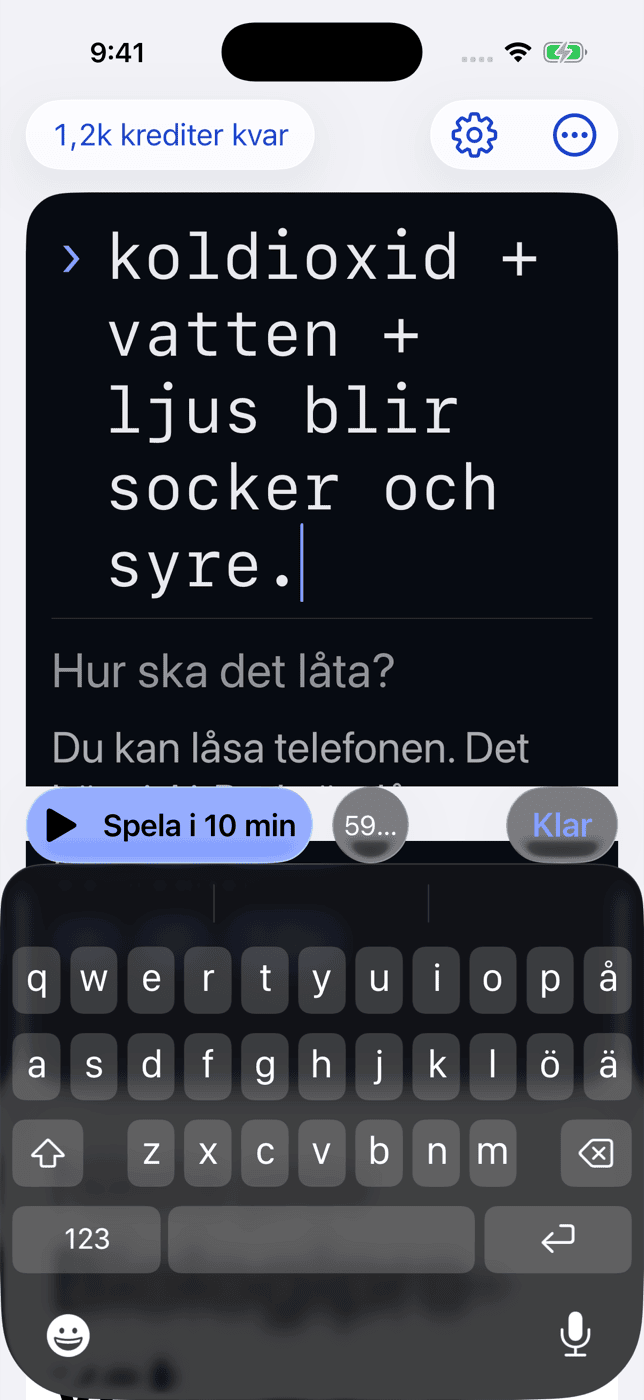 9:41
1,2k krediter kvar
› koldioxid +
vatten +
ljus blir
socker och
syre.
Hur ska det låta?
Du kan låsa telefonen. Det
Spela i 10 min
59...
Klar
q w e r t y u i o p å
a s d f g h j k l ö ä
z x c v b n m
123